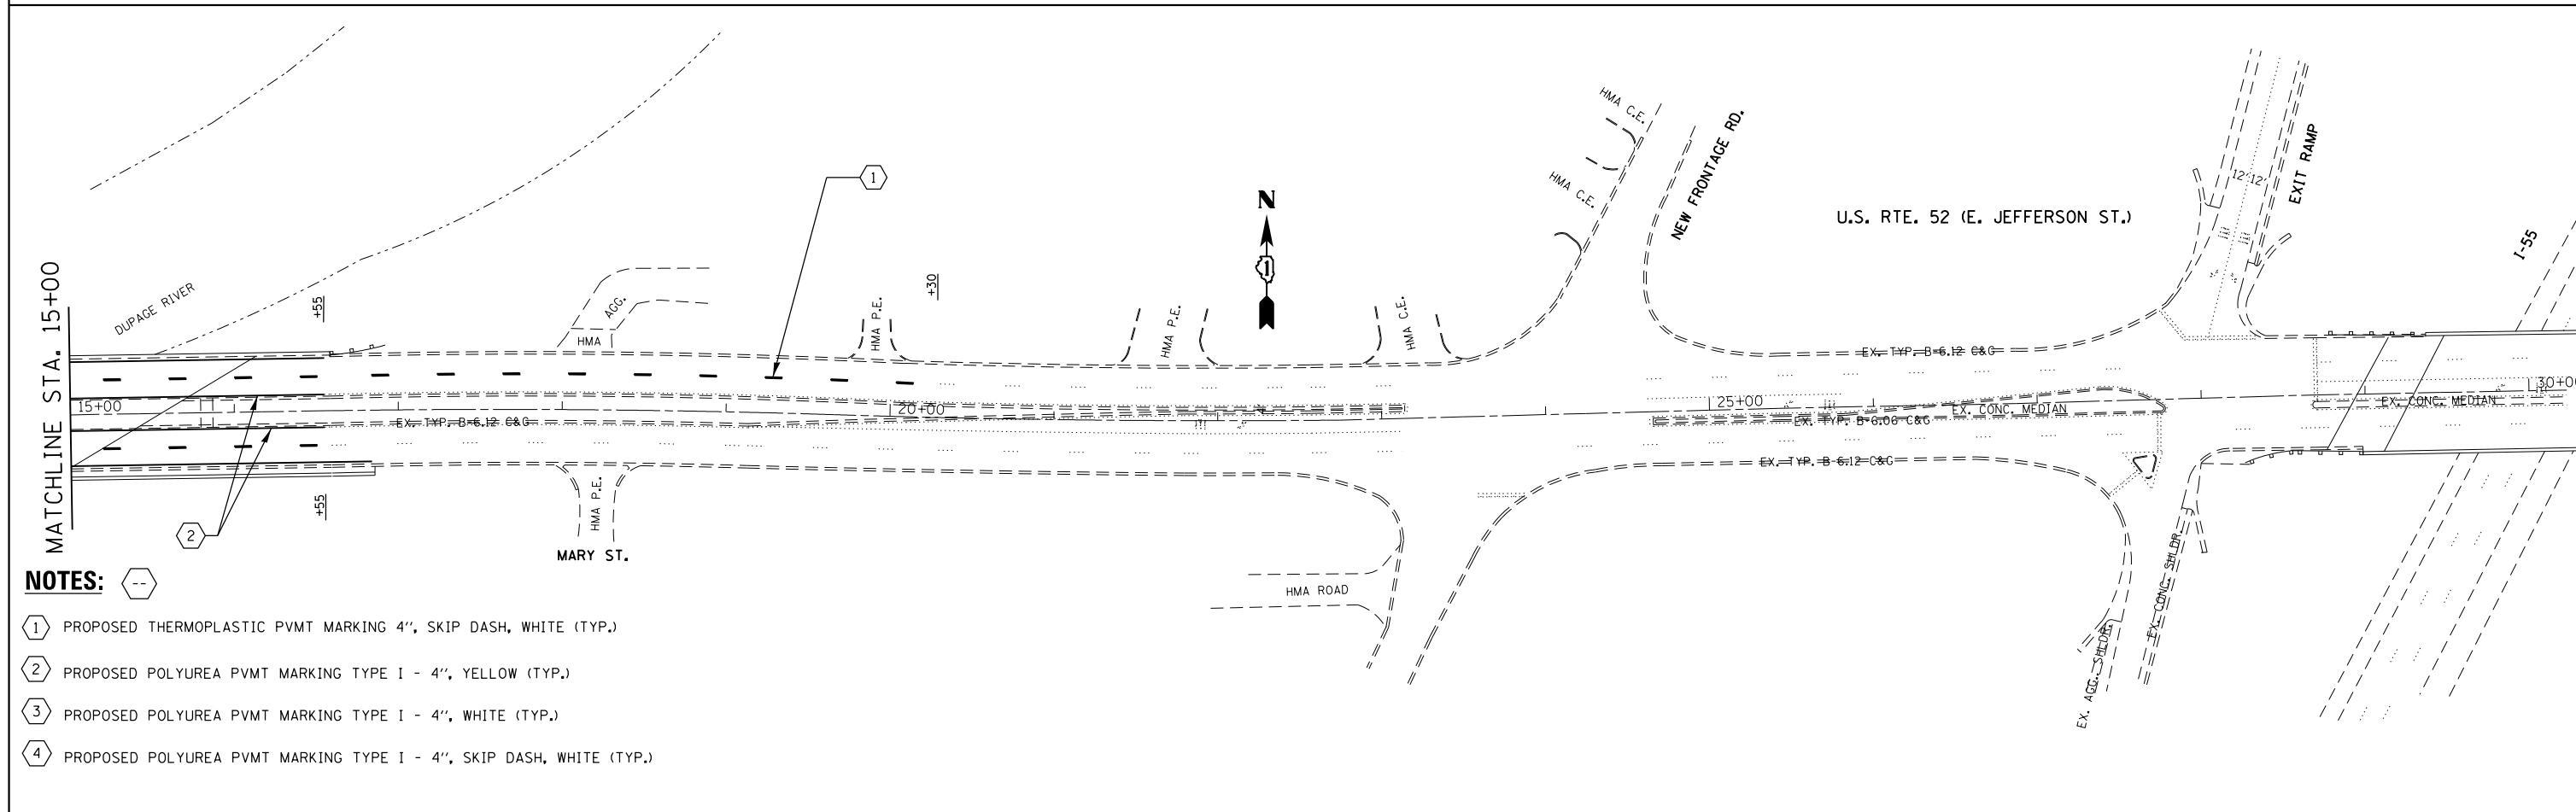 HMA C.E.
HMA C.E.
NEW FRONTAGE RD.
U.S. RTE. 52 (E. JEFFERSON ST.)
12' 12'
EXIT RAMP
I-55
N
1
1
DUPAGE RIVER
+55
AGG.
HMA
HMA P.E.
+30
HMA P.E.
HMA C.E.
MATCHLINE STA. 15+00
15+00
EX. TYP. B-6.12 C&G
20+00
25+00
EX. TYP. B-6.12 C&G
EX. CONC. MEDIAN
EX. TYP. B-6.06 C&G
EX. TYP. B-6.12 C&G
EX. CONC. MEDIAN
30+00
+55
2
HMA P.E.
MARY ST.
HMA ROAD
EX. CONC. SHLDR.
EX. AGG. SHLDR.
NOTES: --
1 PROPOSED THERMOPLASTIC PVMT MARKING 4", SKIP DASH, WHITE (TYP.)
2 PROPOSED POLYUREA PVMT MARKING TYPE I - 4", YELLOW (TYP.)
3 PROPOSED POLYUREA PVMT MARKING TYPE I - 4", WHITE (TYP.)
4 PROPOSED POLYUREA PVMT MARKING TYPE I - 4", SKIP DASH, WHITE (TYP.)